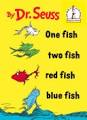 By Dr. Seuss
One fish
two fish
red fish
blue fish